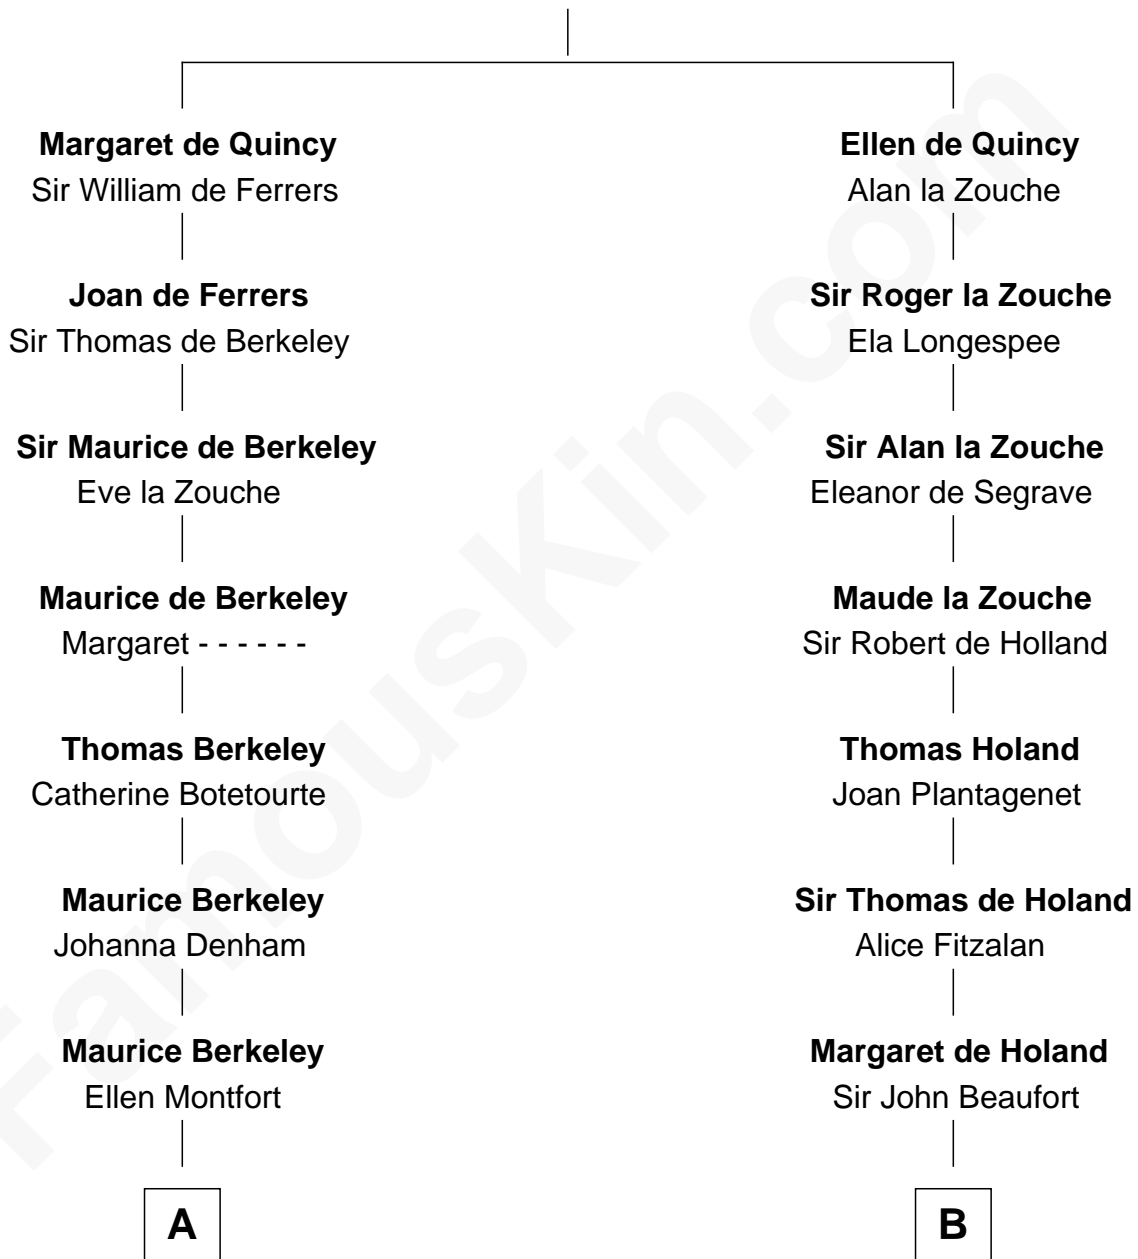 Margaret de Quincy
Sir William de Ferrers
Joan de Ferrers
Sir Thomas de Berkeley
Sir Maurice de Berkeley
Eve la Zouche
Maurice de Berkeley
Margaret - - - - - -
Thomas Berkeley
Catherine Botetourte
Maurice Berkeley
Johanna Denham
Maurice Berkeley
Ellen Montfort
A
Ellen de Quincy
Alan la Zouche
Sir Roger la Zouche
Ela Longespee
Sir Alan la Zouche
Eleanor de Segrave
Maude la Zouche
Sir Robert de Holland
Thomas Holand
Joan Plantagenet
Sir Thomas de Holand
Alice Fitzalan
Margaret de Holand
Sir John Beaufort
B
FamousKin.com